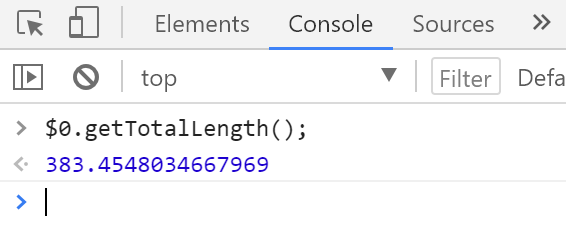 Elements Console Sources
top Filter Defa
$0.getTotalLength();
383.4548034667969